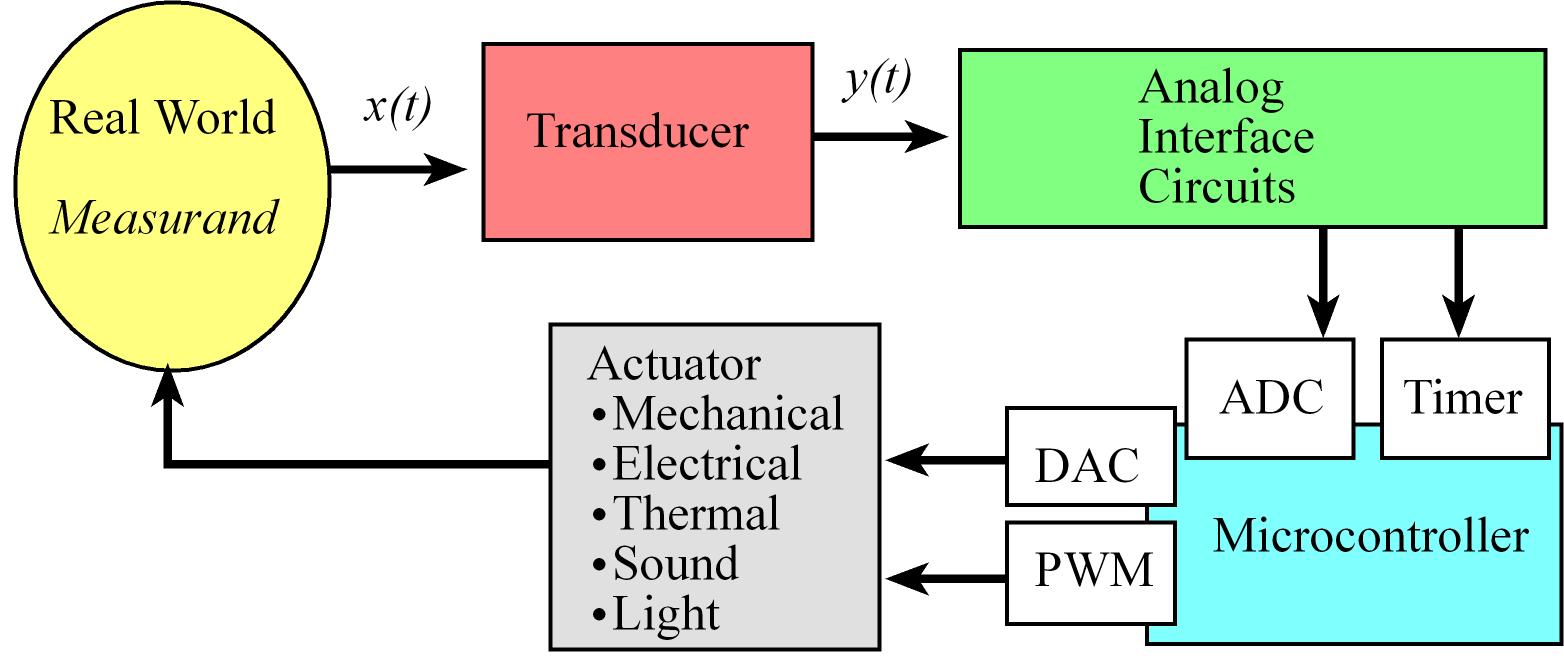 Real World
Measurand
x(t)
Transducer
y(t)
Analog
Interface
Circuits
ADC
Timer
Microcontroller
DAC
PWM
Actuator
•Mechanical
•Electrical
•Thermal
•Sound
•Light